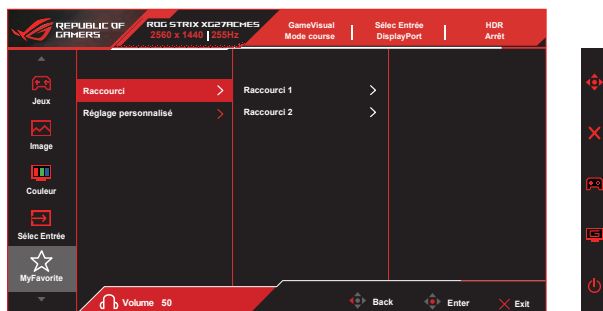 REPUBLIC OF
GAMERS
ROG STRIX XG27ACMES
2560 x 1440 | 255Hz
GameVisual
Mode course
Sélec Entrée
DisplayPort
HDR
Arrêt
Jeux
Image
Couleur
Sélec Entrée
MyFavorite
Raccourci
Réglage personnalisé
Raccourci 1
Raccourci 2
Volume 50
Back
Enter
Exit